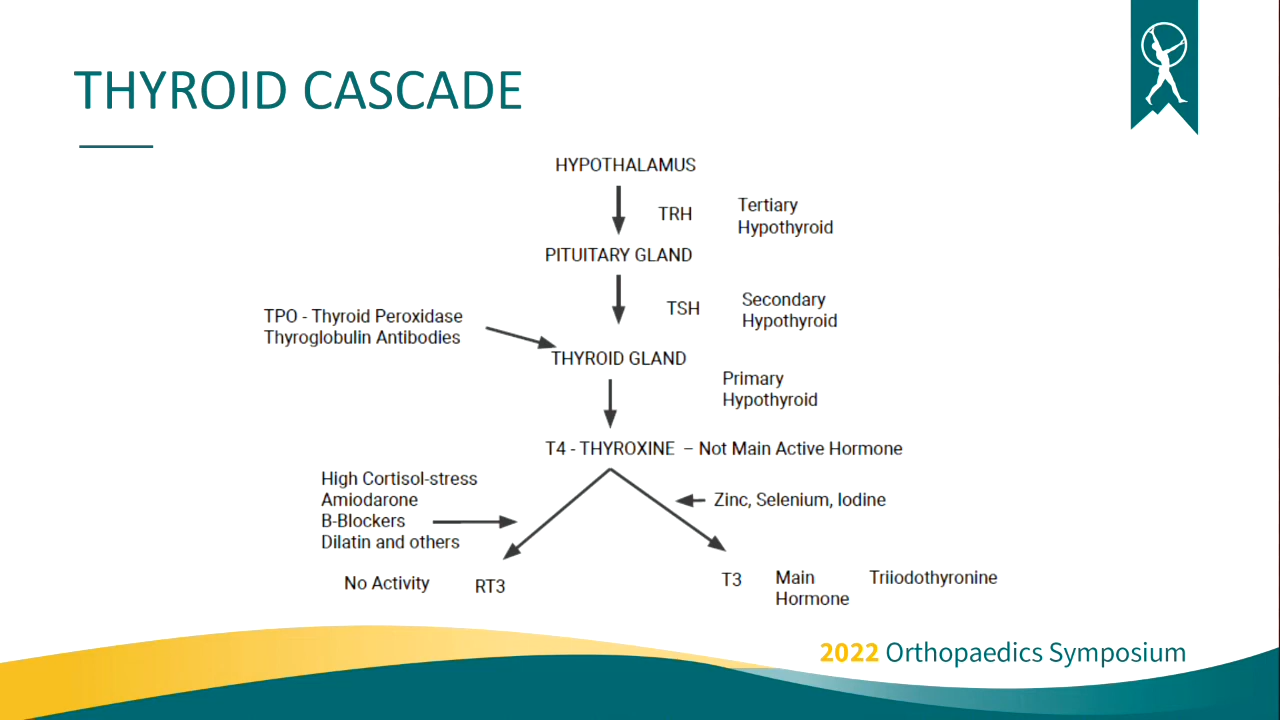 THYROID CASCADE
HYPOTHALAMUS
TRH
Tertiary
Hypothyroid
PITUITARY GLAND
TSH
Secondary
Hypothyroid
TPO - Thyroid Peroxidase
Thyroglobulin Antibodies
THYROID GLAND
Primary
Hypothyroid
T4 - THYROXINE – Not Main Active Hormone
High Cortisol-stress
Amiodarone
B-Blockers
Dilatin and others
Zinc, Selenium, Iodine
No Activity
RT3
T3
Main
Hormone
Triiodothyronine
2022 Orthopaedics Symposium